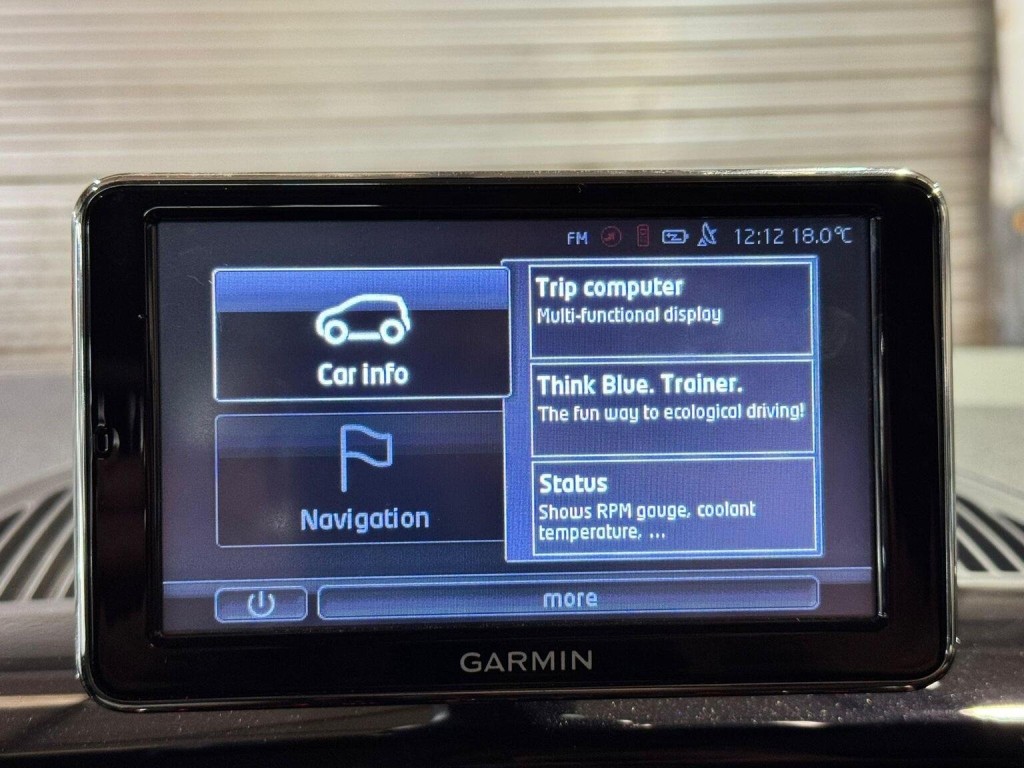 FM 12:12 18.0°C
Car info
Navigation
Trip computer
Multi-functional display
Think Blue. Trainer.
The fun way to ecological driving!
Status
Shows RPM gauge, coolant
temperature, ...
more
GARMIN